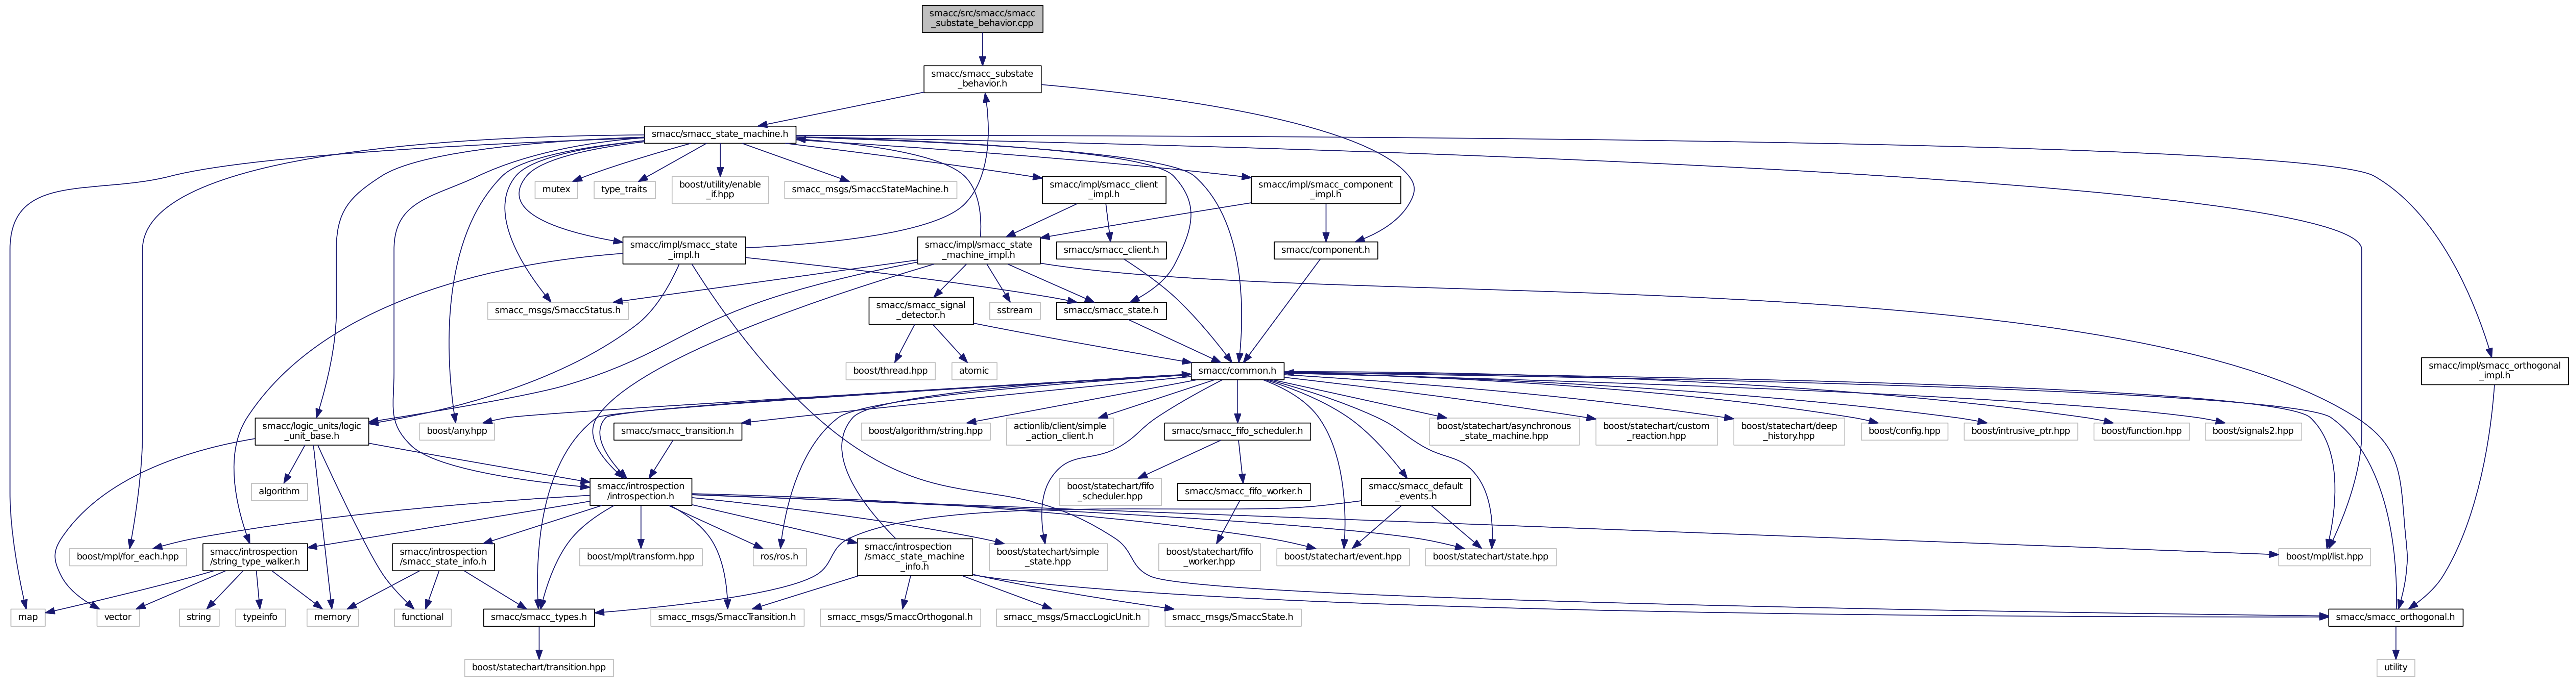 smacc/src/smacc/smacc
_substate_behavior.cpp
smacc/smacc_substate
_behavior.h
smacc/smacc_state_machine.h
mutex
type_traits
boost/utility/enable
_if.hpp
smacc_msgs/SmaccStateMachine.h
smacc/impl/smacc_client
_impl.h
smacc/impl/smacc_component
_impl.h
smacc/impl/smacc_state
_impl.h
smacc/impl/smacc_state
_machine_impl.h
smacc/smacc_client.h
smacc/component.h
smacc_msgs/SmaccStatus.h
smacc/smacc_signal
_detector.h
sstream
smacc/smacc_state.h
boost/thread.hpp
atomic
smacc/common.h
smacc/impl/smacc_orthogonal
_impl.h
smacc/logic_units/logic
_unit_base.h
boost/any.hpp
smacc/smacc_transition.h
boost/algorithm/string.hpp
actionlib/client/simple
_action_client.h
smacc/smacc_fifo_scheduler.h
boost/statechart/asynchronous
_state_machine.hpp
boost/statechart/custom
_reaction.hpp
boost/statechart/deep
_history.hpp
boost/config.hpp
boost/intrusive_ptr.hpp
boost/function.hpp
boost/signals2.hpp
algorithm
smacc/introspection
/introspection.h
boost/statechart/fifo
_scheduler.hpp
smacc/smacc_fifo_worker.h
smacc/smacc_default
_events.h
boost/mpl/for_each.hpp
smacc/introspection
/string_type_walker.h
smacc/introspection
/smacc_state_info.h
boost/mpl/transform.hpp
ros/ros.h
smacc/introspection
/smacc_state_machine
_info.h
boost/statechart/simple
_state.hpp
boost/statechart/fifo
_worker.hpp
boost/statechart/event.hpp
boost/statechart/state.hpp
boost/mpl/list.hpp
map
vector
string
typeinfo
memory
functional
smacc/smacc_types.h
smacc_msgs/SmaccTransition.h
smacc_msgs/SmaccOrthogonal.h
smacc_msgs/SmaccLogicUnit.h
smacc_msgs/SmaccState.h
smacc/smacc_orthogonal.h
boost/statechart/transition.hpp
utility